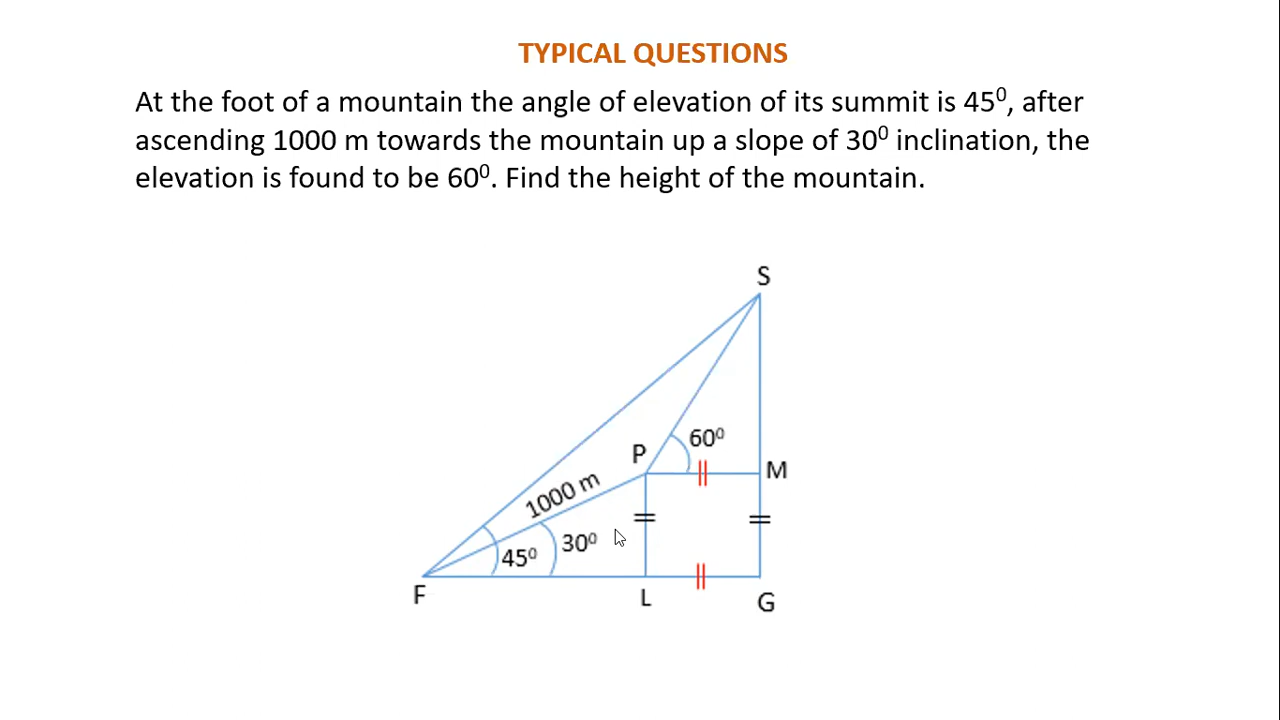 TYPICAL QUESTIONS
At the foot of a mountain the angle of elevation of its summit is 45⁰, after
ascending 1000 m towards the mountain up a slope of 30⁰ inclination, the
elevation is found to be 60⁰. Find the height of the mountain.
S
60⁰
P
M
1000 m
30⁰
45⁰
F
L
G